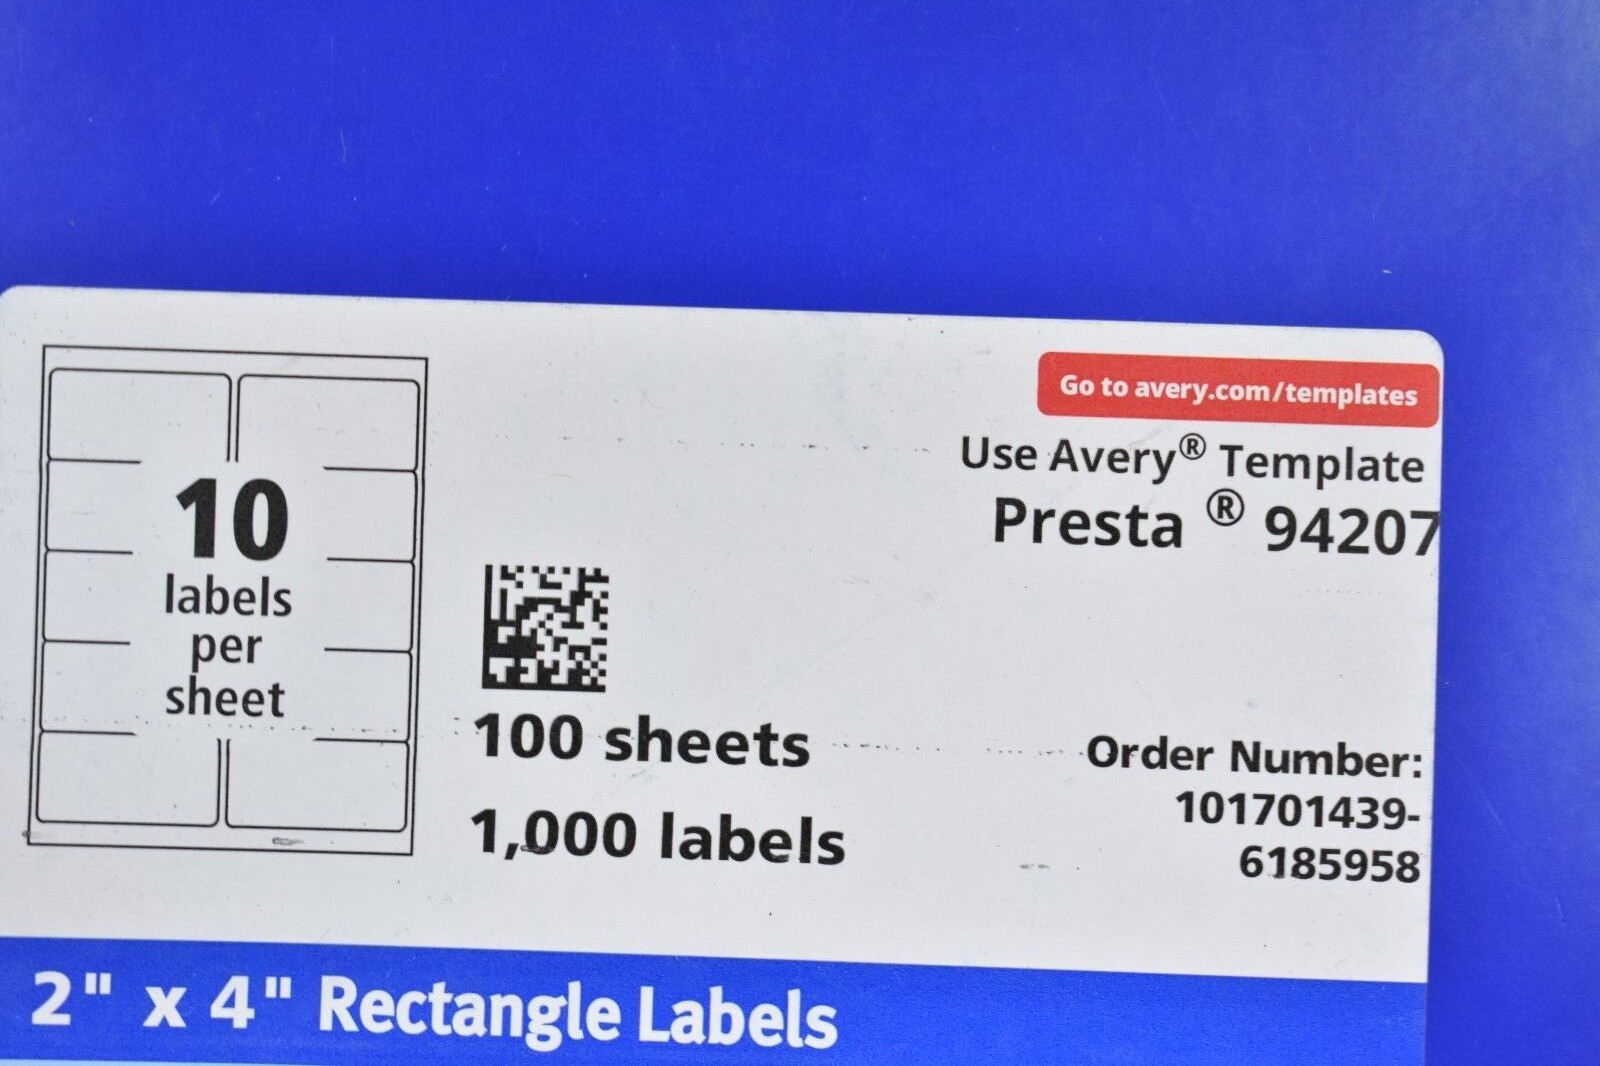 Go to avery.com/templates
Use Avery® Template
Presta ® 94207
10
labels
per
sheet
100 sheets
1,000 labels
Order Number:
101701439-
6185958
2" x 4" Rectangle Labels